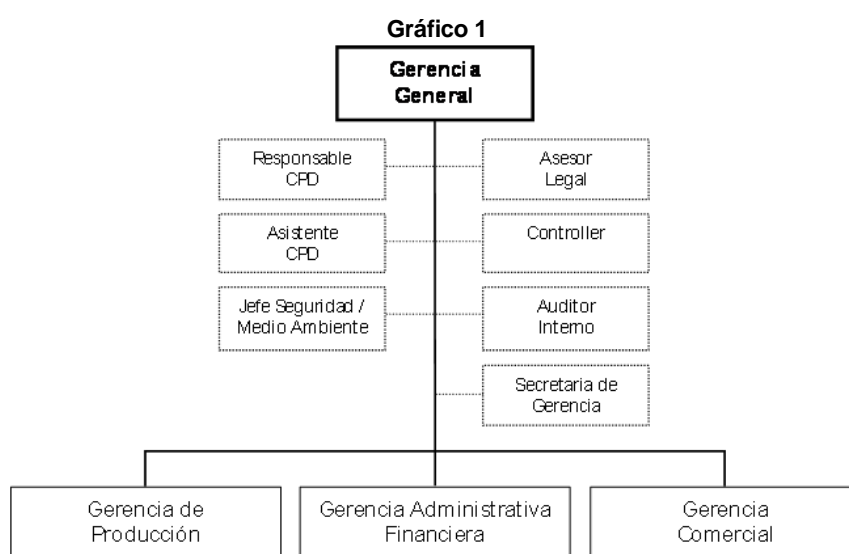 Gráfico 1
Gerencia
General
Responsable
CPD
Asesor
Legal
Asistente
CPD
Controller
Jefe Seguridad /
Medio Ambiente
Auditor
Interno
Secretaria de
Gerencia
Gerencia de
Producción
Gerencia Administrativa
Financiera
Gerencia
Comercial